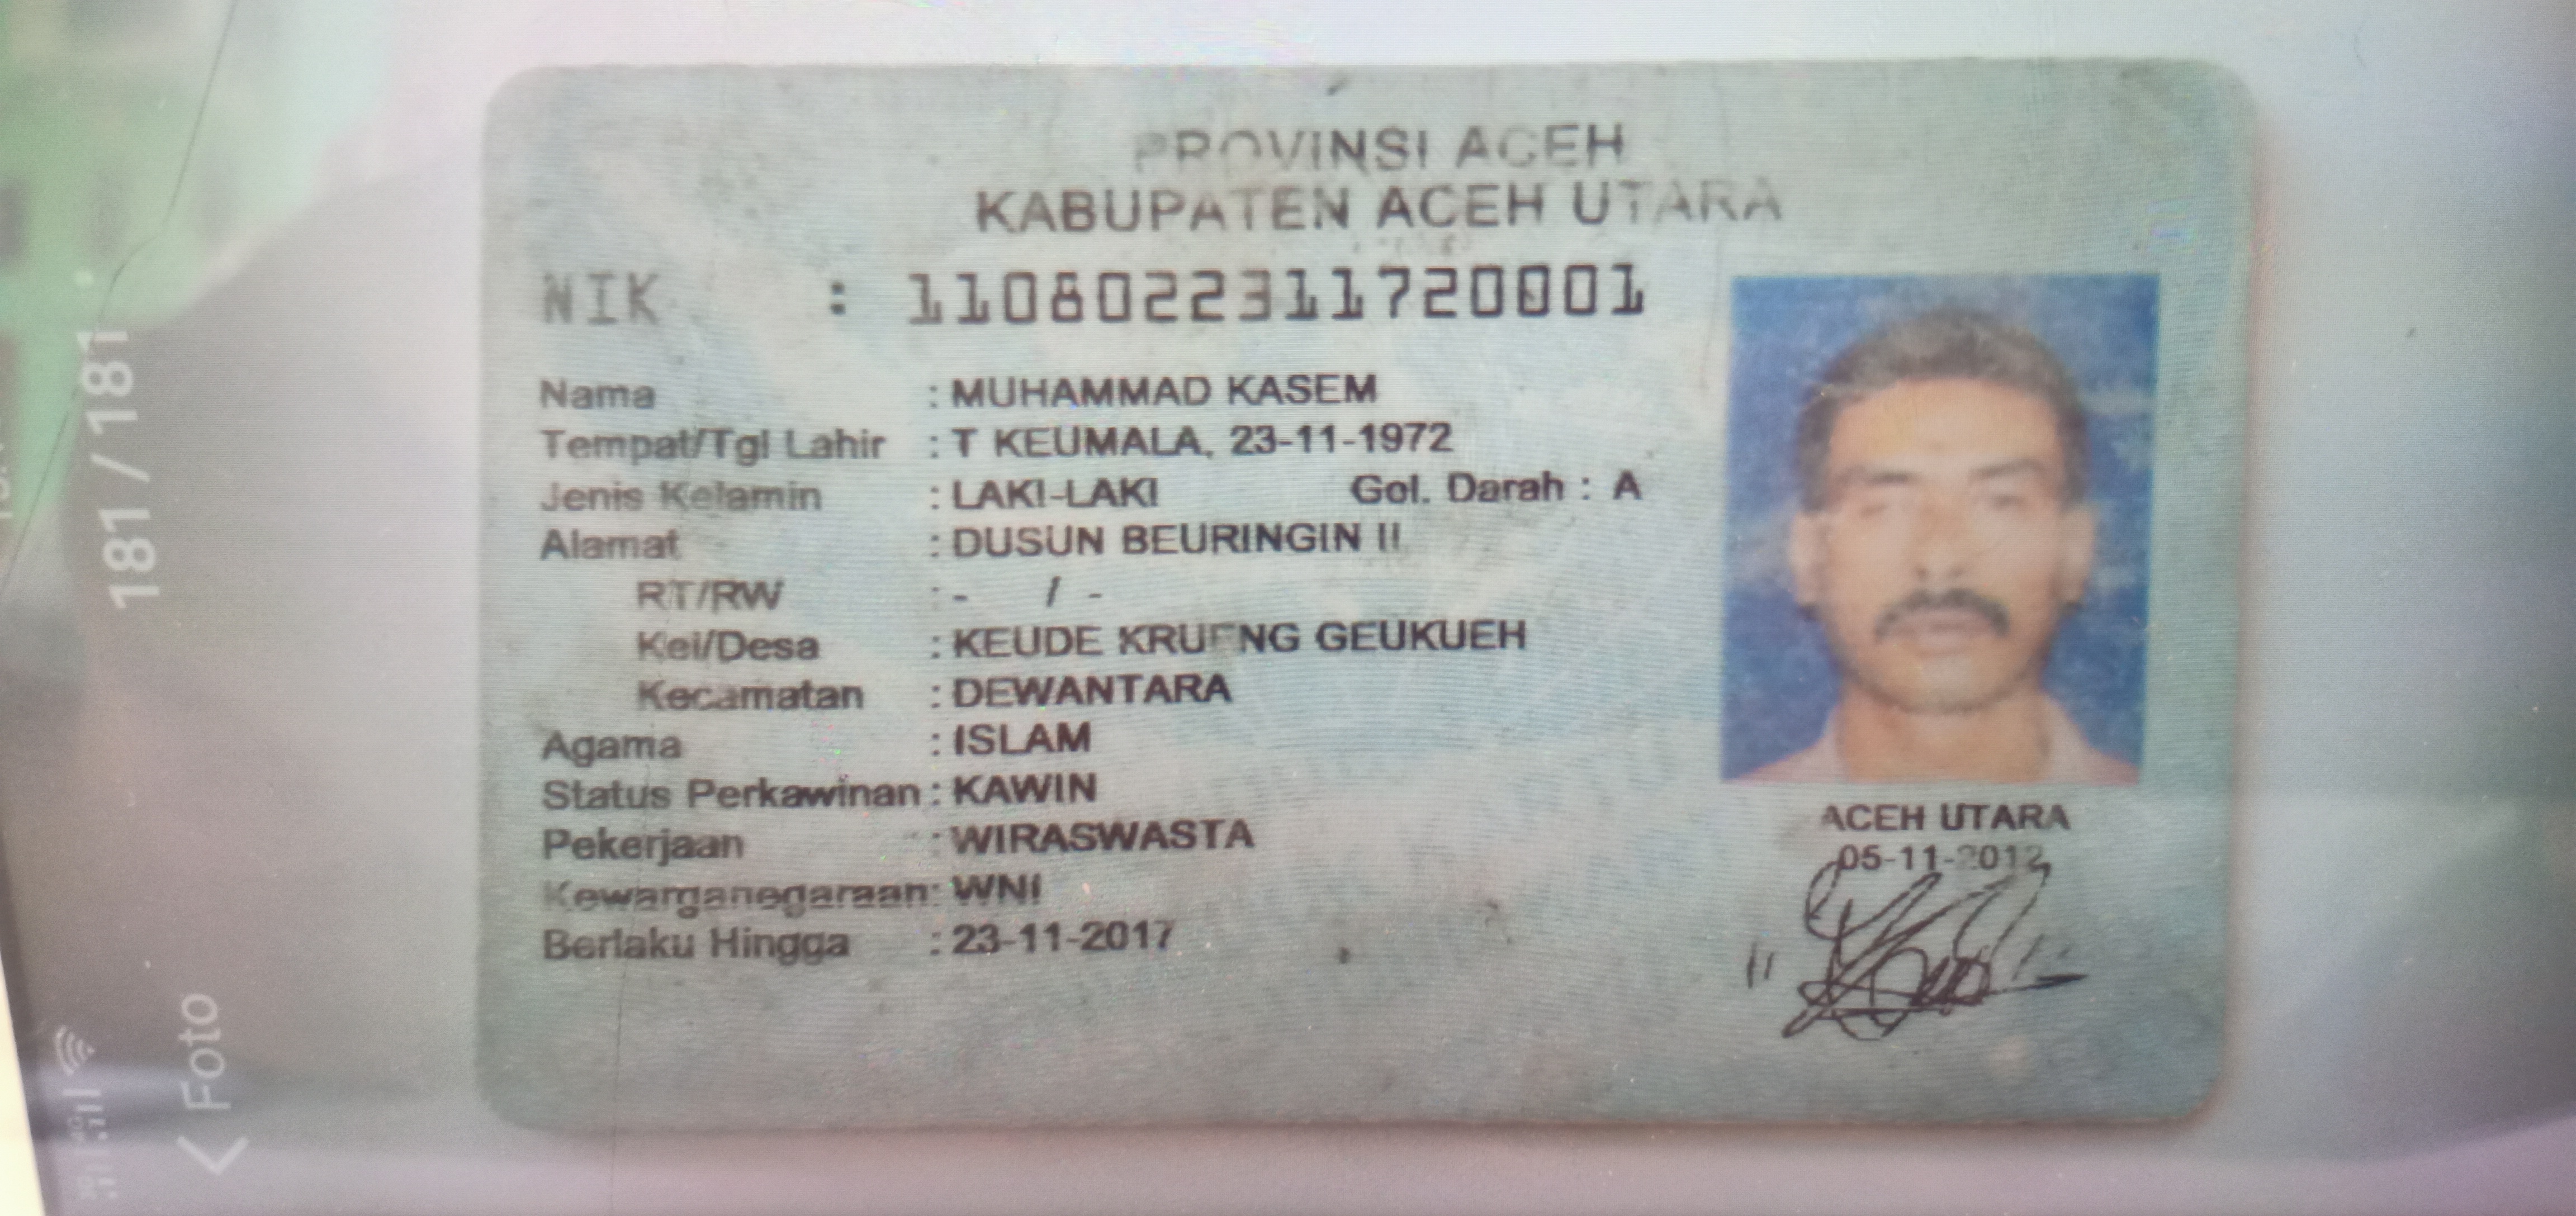 PROVINSI ACEH
KABUPATEN ACEH UTARA
NIK : 1108022311720001
Nama : MUHAMMAD KASEM
Tempat/Tgl Lahir : T KEUMALA, 23-11-1972
Jenis Kelamin : LAKI-LAKI Gol. Darah : A
Alamat : DUSUN BEURINGIN II
RT/RW : - / -
Kel/Desa : KEUDE KRUENG GEUKUEH
Kecamatan : DEWANTARA
Agama : ISLAM
Status Perkawinan : KAWIN
Pekerjaan : WIRASWASTA
Kewarganegaraan: WNI
Berlaku Hingga : 23-11-2017
ACEH UTARA
05-11-2012
181 / 181
< Foto
4G